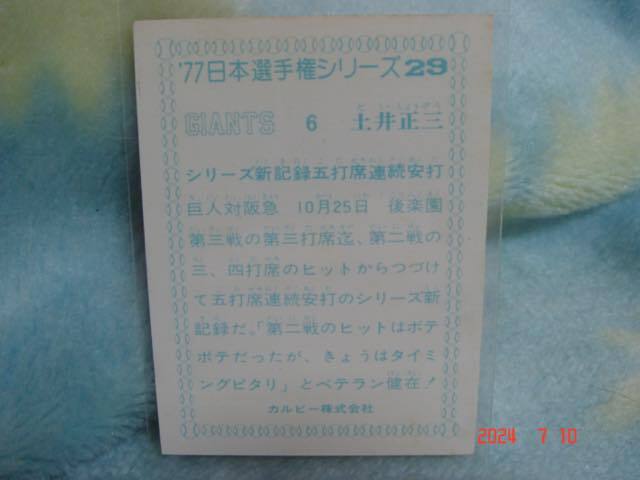 '77日本選手権シリーズ29
GIANTS 6 土井正三
シリーズ新記録五打席連続安打
巨人対阪急 10月25日 後楽園
第三戦の第三打席迄、第二戦の
三、四打席のヒットからつづけ
て五打席連続安打のシリーズ新
記録だ。「第二戦のヒットはボテ
ボテだったが、きょうはタイミ
ングピタリ」とベテラン健在!
カルビー株式会社
2024 7 10